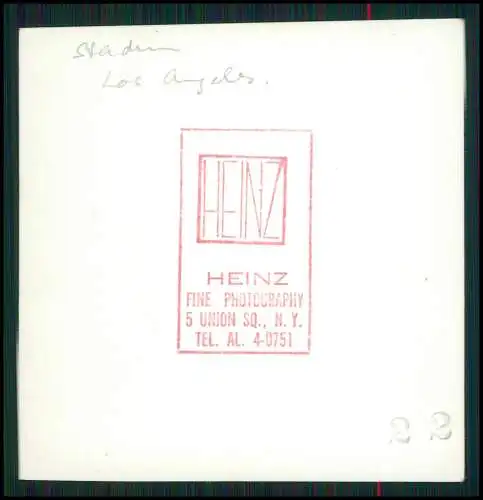 Stadium
Los Angeles.
HEINZ
HEINZ
FINE PHOTOGRAPHY
5 UNION SQ., N.Y.
TEL. AL. 4-0751
22